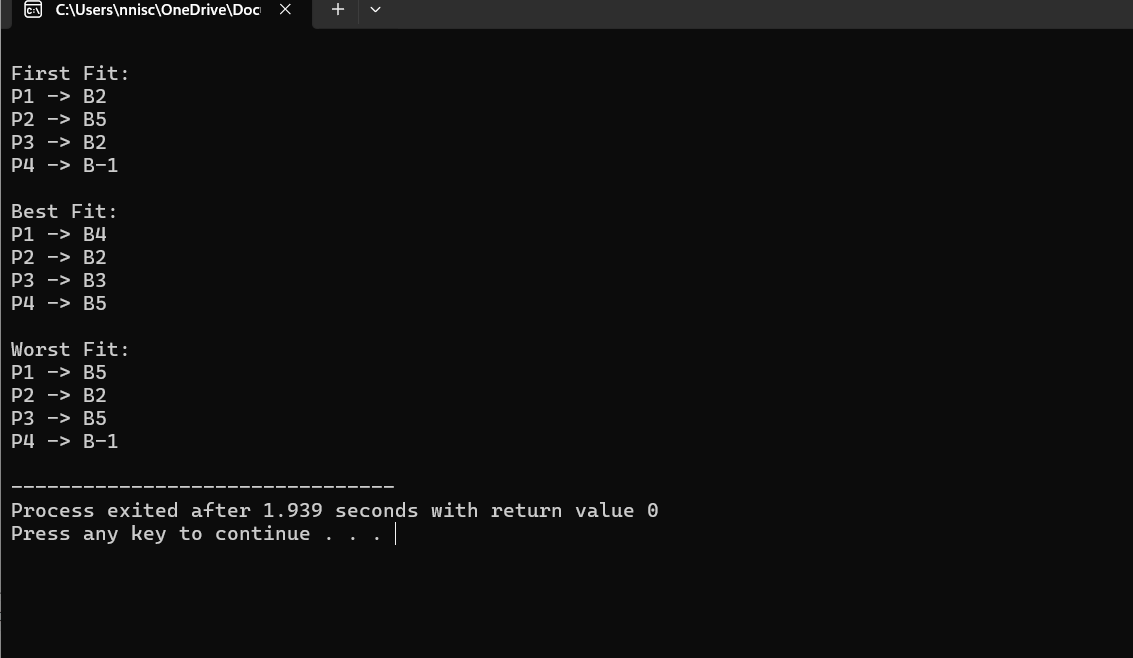 C:\Users\nnisc\OneDrive\Doc
First Fit:
P1 -> B2
P2 -> B5
P3 -> B2
P4 -> B-1
Best Fit:
P1 -> B4
P2 -> B2
P3 -> B3
P4 -> B5
Worst Fit:
P1 -> B5
P2 -> B2
P3 -> B5
P4 -> B-1
--------------------------------
Process exited after 1.939 seconds with return value 0
Press any key to continue . . .